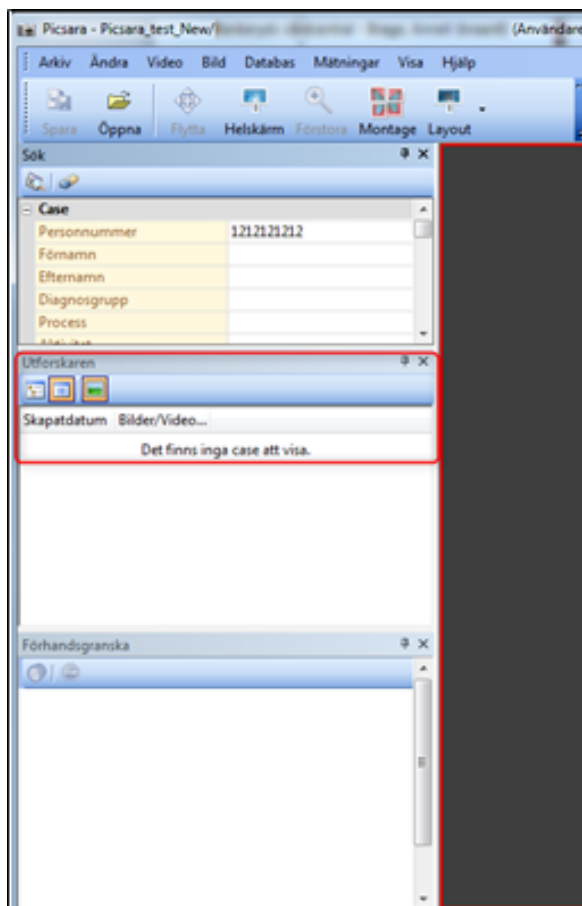 Picsara - Picsara_test_New/ (Användare
Arkiv Ändra Video Bild Databas Mätningar Visa Hjälp
Spara Öppna Flytta Helskärm Förstora Montage Layout
Sök
Case
Personnummer 1212121212
Förnamn
Efternamn
Diagnosgrupp
Process
Aktivitet
Utforskaren
Skapatdatum Bilder/Video...
Det finns inga case att visa.
Förhandsgranska